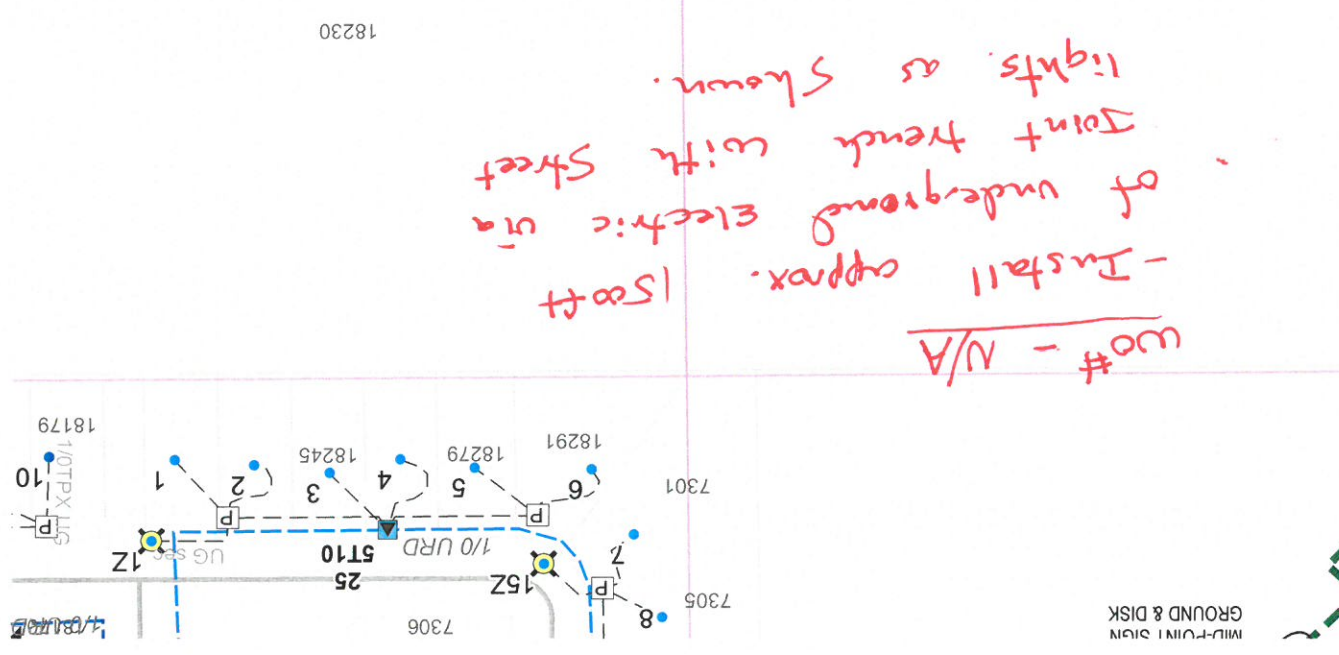 MID-POINT SIGN
GROUND & DISK
7305
8
7306
P
7
15Z
25
5T10
1/0 URD
UG sec
1Z
P
P
P
7301
6
5
4
3
2
1
10
1/0TPX UG
18291
18279
18245
18179
WO# - N/A
- Install approx. 1500ft
of underground Electric via
Joint trench with Street
lights as shown.
18230